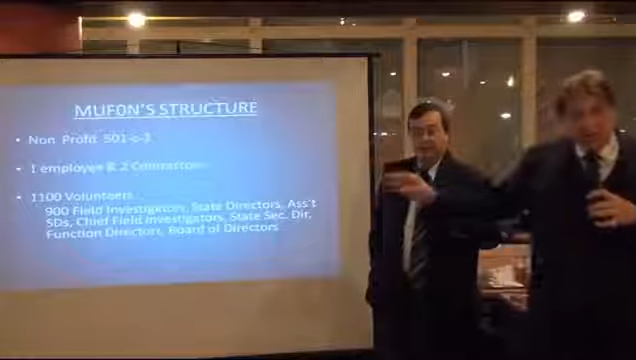 MUFON'S STRUCTURE
• Non Profit 501-c-3
• 1 employee & 2 Contractors
• 1100 Volunteers
900 Field Investigators, State Directors, Ass't
SDs, Chief Field Investigators, State Sec. Dir,
Function Directors, Board of Directors